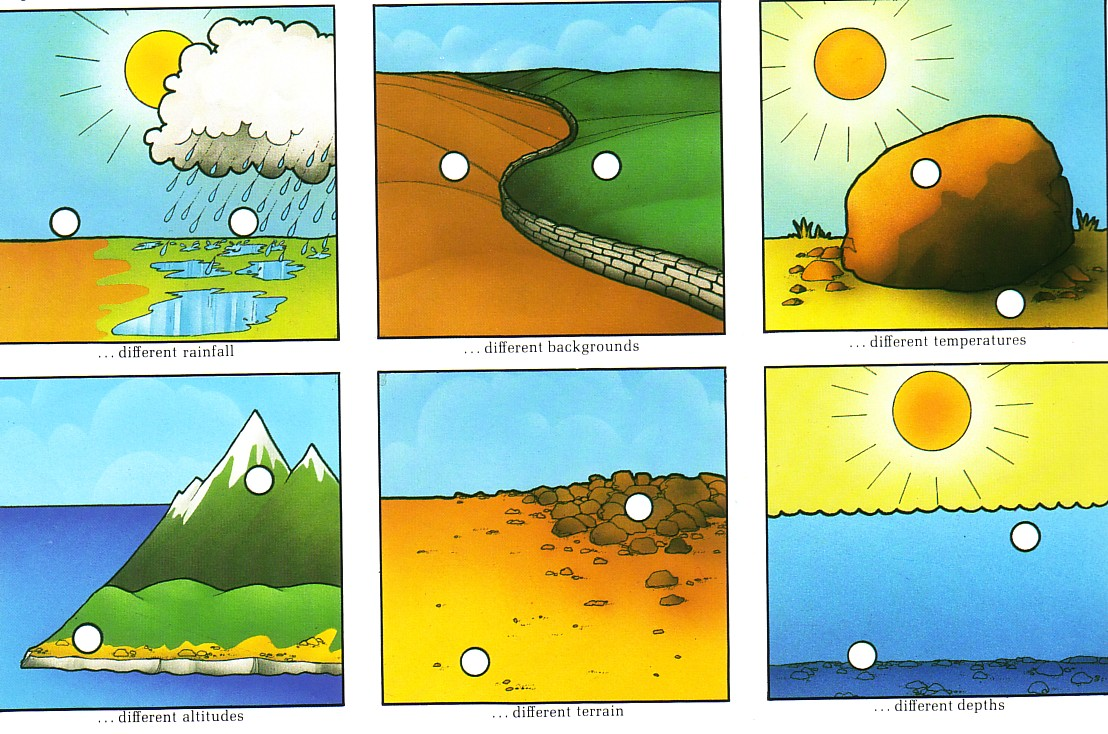 ... different rainfall
... different backgrounds
... different temperatures
... different altitudes
... different terrain
... different depths